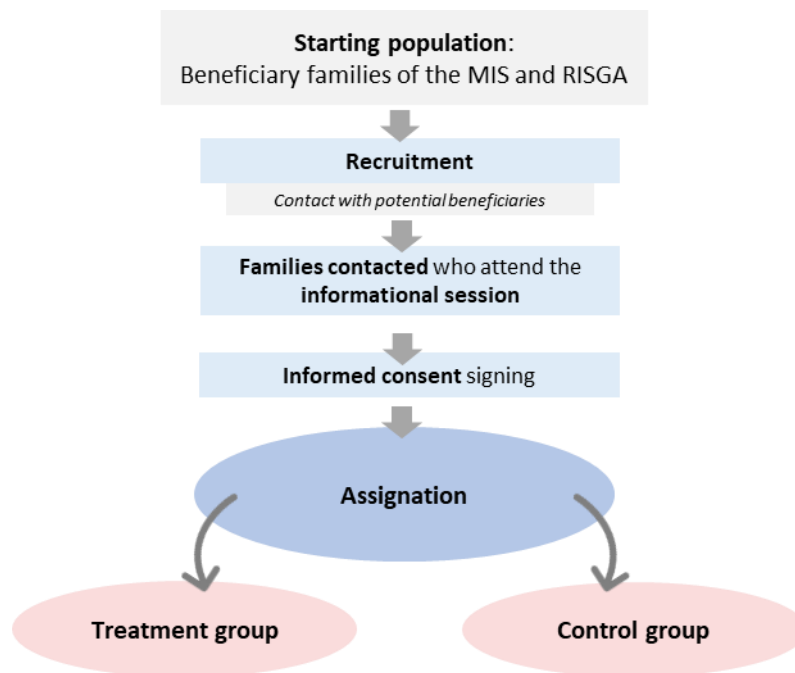 Starting population:
Beneficiary families of the MIS and RISGA
Recruitment
Contact with potential beneficiaries
Families contacted who attend the
informational session
Informed consent signing
Assignation
Treatment group
Control group